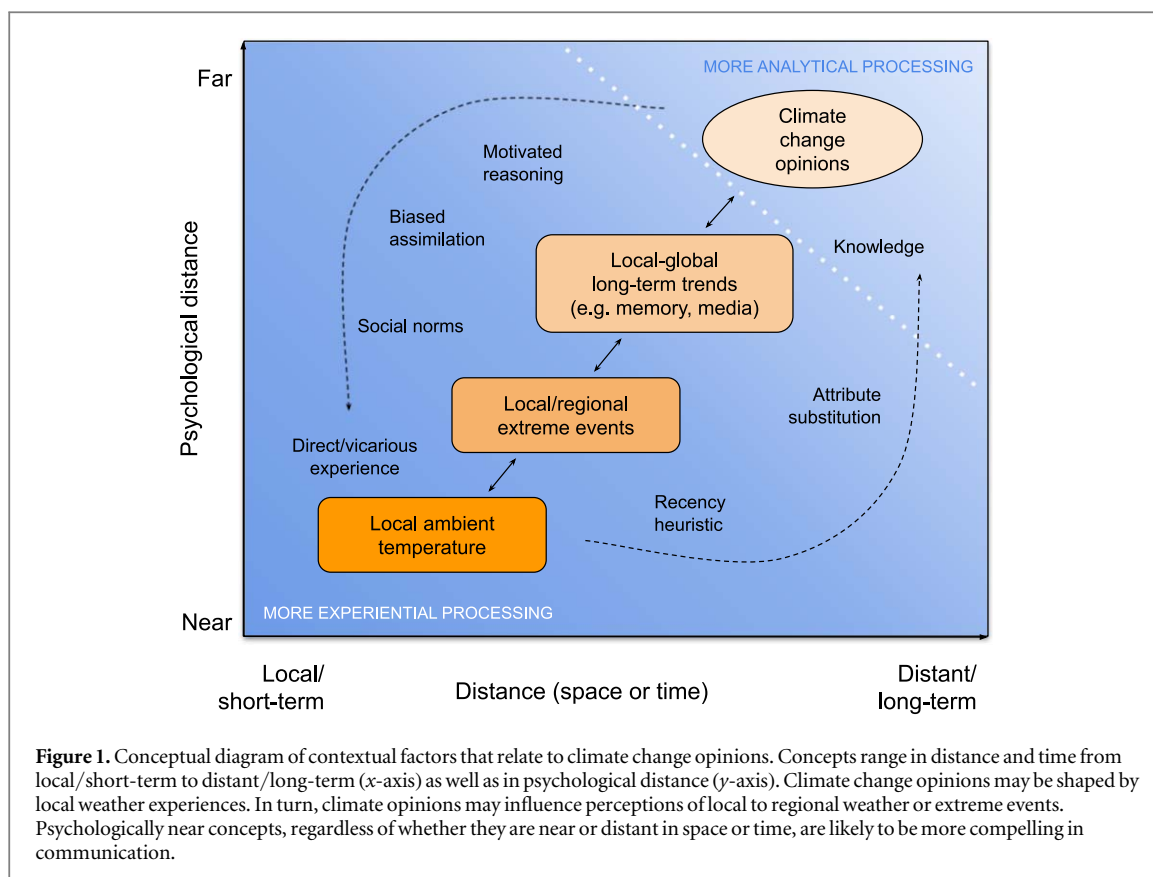 Far
MORE ANALYTICAL PROCESSING
Climate
change
opinions
Motivated
reasoning
Biased
assimilation
Knowledge
Local-global
long-term trends
(e.g. memory, media)
Psychological distance
Social norms
Local/regional
extreme events
Attribute
substitution
Direct/vicarious
experience
Recency
heuristic
Local ambient
temperature
MORE EXPERIENTIAL PROCESSING
Near
Local/
short-term
Distance (space or time)
Distant/
long-term
Figure 1. Conceptual diagram of contextual factors that relate to climate change opinions. Concepts range in distance and time from
local/short-term to distant/long-term (x-axis) as well as in psychological distance (y-axis). Climate change opinions may be shaped by
local weather experiences. In turn, climate opinions may influence perceptions of local to regional weather or extreme events.
Psychologically near concepts, regardless of whether they are near or distant in space or time, are likely to be more compelling in
communication.